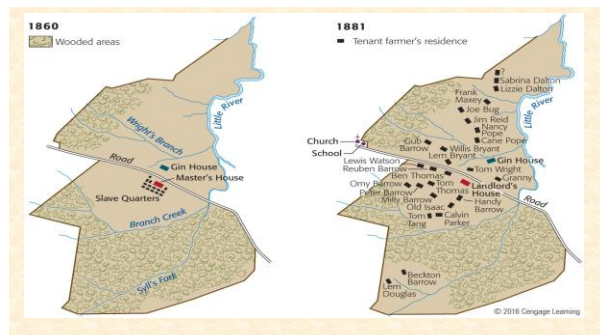 1860
Wooded areas
Little River
Wright's Branch
Road
Gin House
Master's House
Slave Quarters
Branch Creek
Syll's Fork
1881
Tenant farmer's residence
?
Sabrina Dalton
Lizzie Dalton
Frank
Maxey
Joe Bug
Jim Reid
Nancy
Pope
Cane Pope
Little River
Church
School
Gub
Barrow
Willis Bryant
Lem Bryant
Gin House
Lewis Watson
Reuben Barrow
Ben Thomas
Tom Wright
Granny
Omy Barrow
Peter Barrow
Milly Barrow
Tom
Thomas
Landlord's
House
Handy
Barrow
Road
Old Isaac
Tom
Tang
Calvin
Parker
Beckton
Barrow
Lem
Douglas
© 2016 Cengage Learning